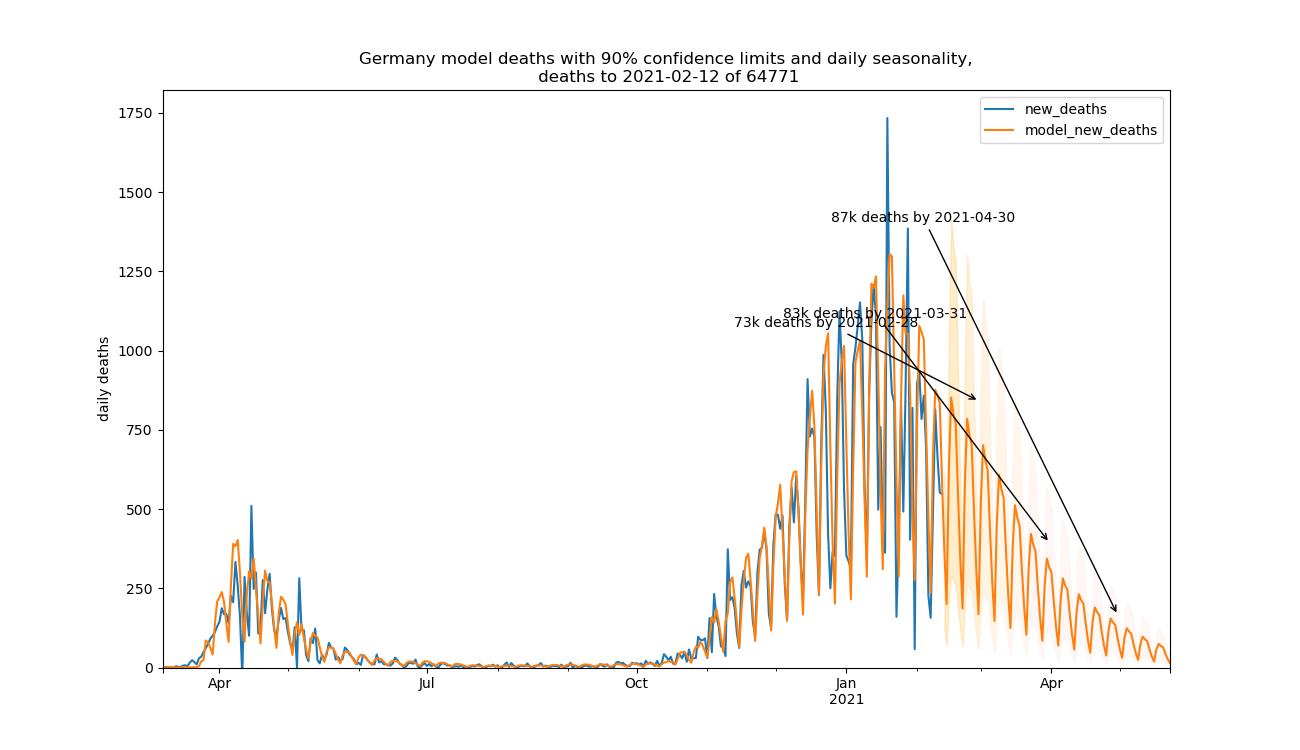 Germany model deaths with 90% confidence limits and daily seasonality,
deaths to 2021-02-12 of 64771
new_deaths
model_new_deaths
1750
1500
1250
1000
750
500
250
0
daily deaths
87k deaths by 2021-04-30
83k deaths by 2021-03-31
73k deaths by 2021-02-28
Apr
Jul
Oct
Jan
2021
Apr